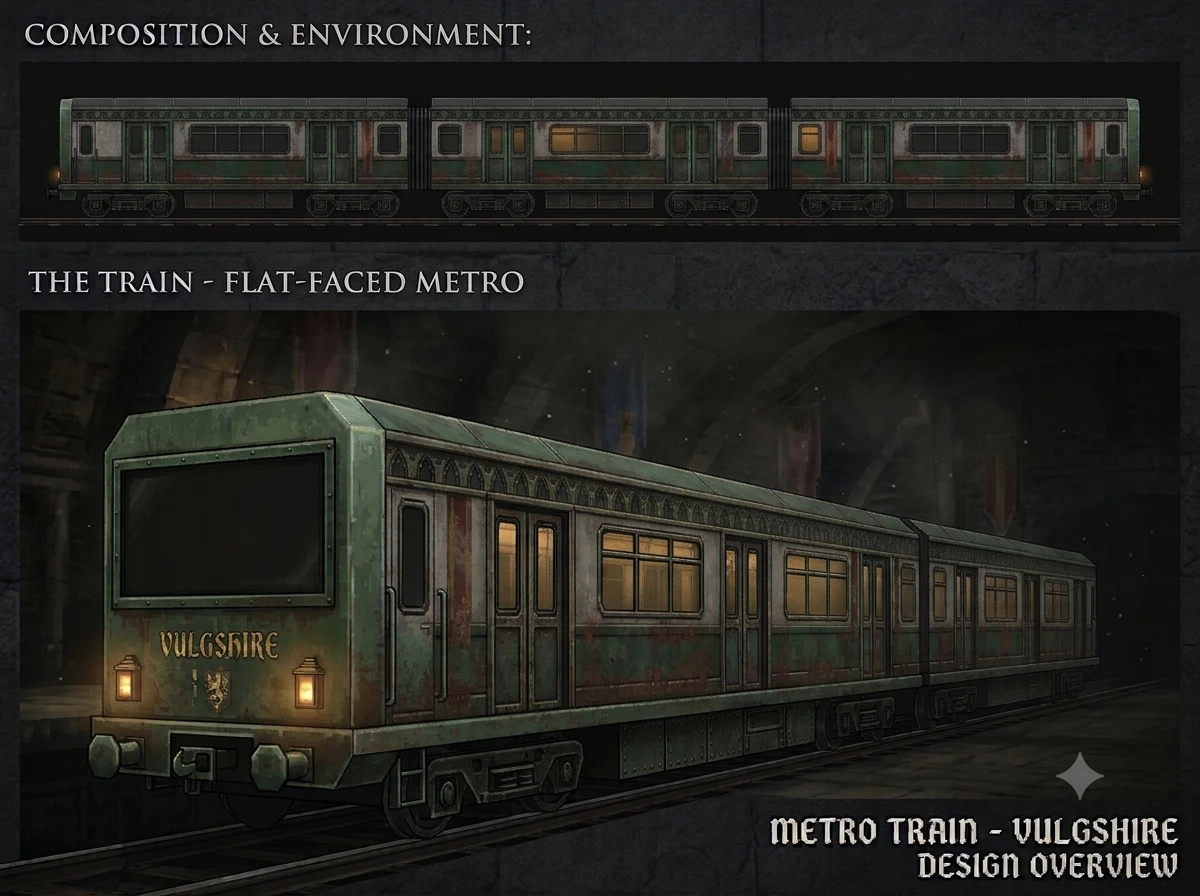 COMPOSITION & ENVIRONMENT:
THE TRAIN - FLAT-FACED METRO
VULGSHIRE
METRO TRAIN - VULGSHIRE
DESIGN OVERVIEW